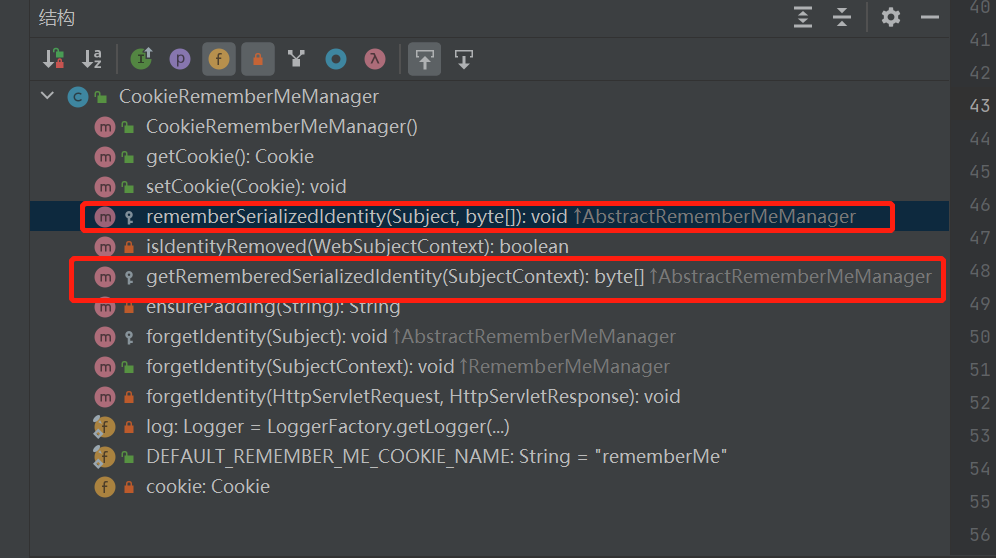 结构
CookieRememberMeManager
CookieRememberMeManager()
getCookie(): Cookie
setCookie(Cookie): void
rememberSerializedIdentity(Subject, byte[]): void ↑AbstractRememberMeManager
isIdentityRemoved(WebSubjectContext): boolean
getRememberedSerializedIdentity(SubjectContext): byte[] ↑AbstractRememberMeManager
ensurePadding(String): String
forgetIdentity(Subject): void ↑AbstractRememberMeManager
forgetIdentity(SubjectContext): void ↑RememberMeManager
forgetIdentity(HttpServletRequest, HttpServletResponse): void
log: Logger = LoggerFactory.getLogger(...)
DEFAULT_REMEMBER_ME_COOKIE_NAME: String = "rememberMe"
cookie: Cookie
40
41
42
43
44
45
46
47
48
49
50
51
52
53
54
55
56